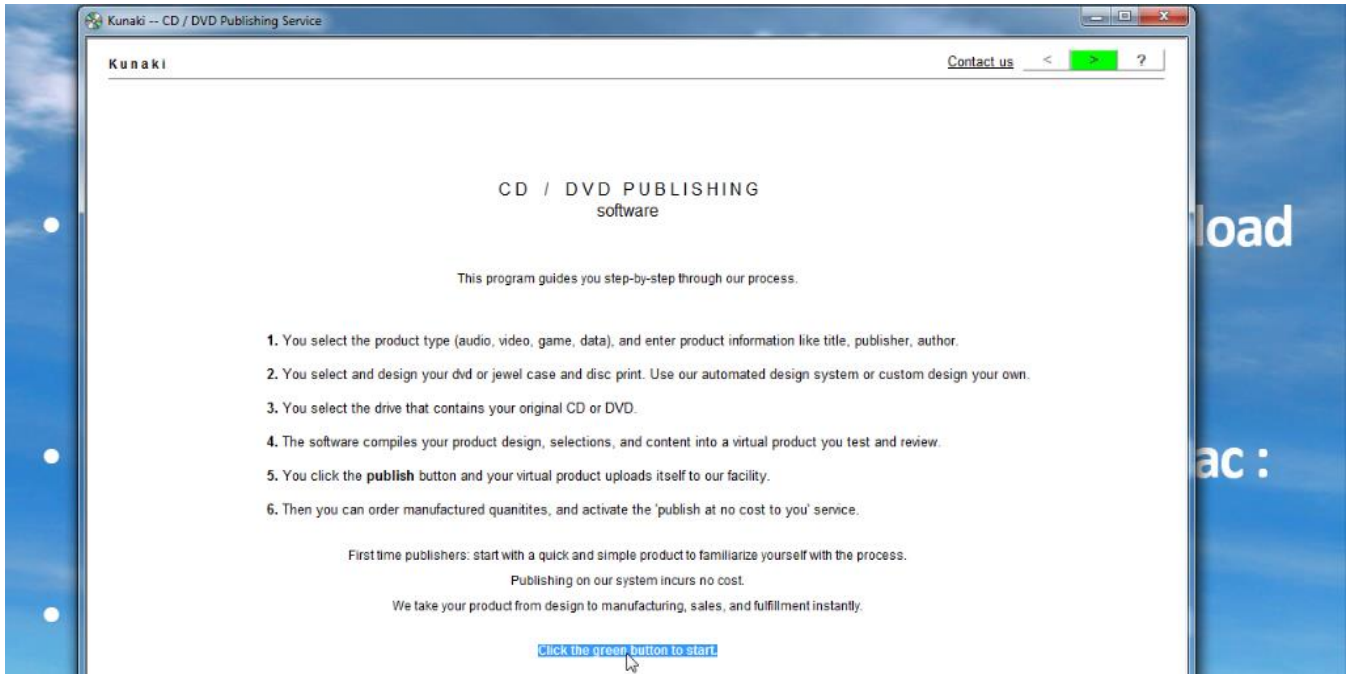 Kunaki -- CD / DVD Publishing Service
Kunaki
Contact us < > ?
CD / DVD PUBLISHING
software
This program guides you step-by-step through our process.
1. You select the product type (audio, video, game, data), and enter product information like title, publisher, author.
2. You select and design your dvd or jewel case and disc print. Use our automated design system or custom design your own.
3. You select the drive that contains your original CD or DVD.
4. The software compiles your product design, selections, and content into a virtual product you test and review.
5. You click the publish button and your virtual product uploads itself to our facility.
6. Then you can order manufactured quanitites, and activate the 'publish at no cost to you' service.
First time publishers: start with a quick and simple product to familiarize yourself with the process.
Publishing on our system incurs no cost.
We take your product from design to manufacturing, sales, and fulfillment instantly.
Click the green button to start.
load
ac :